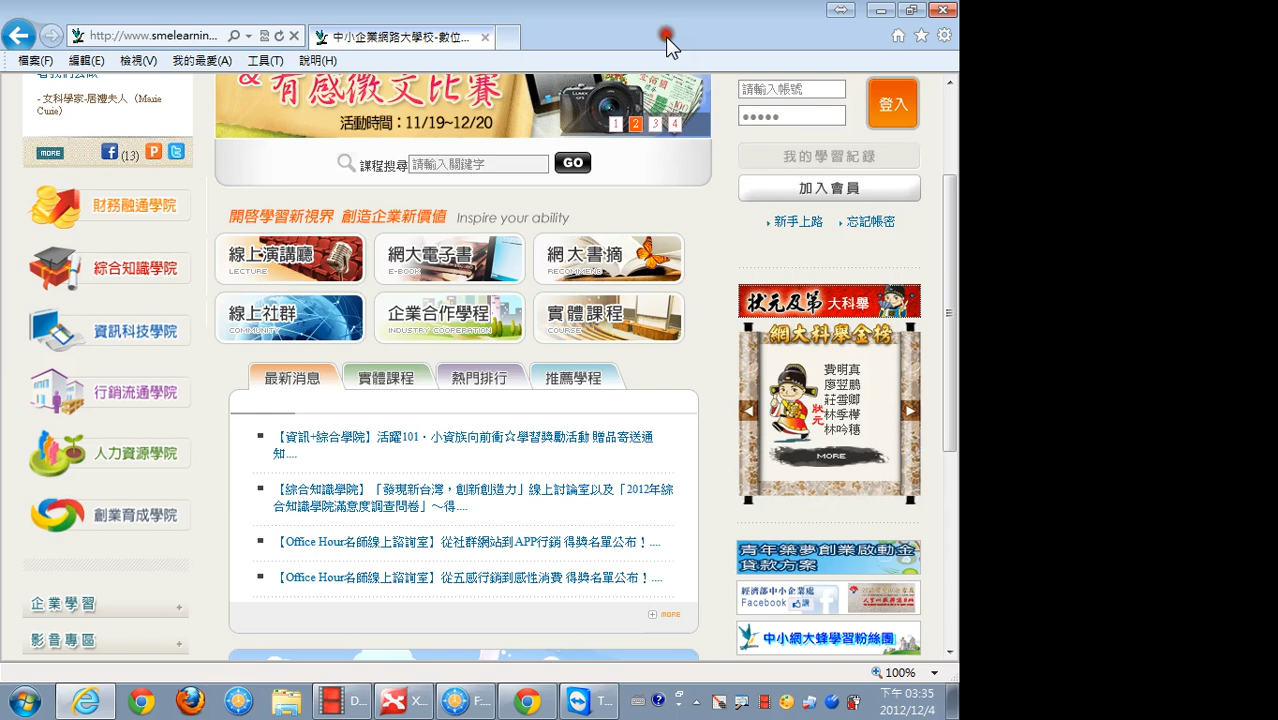 http://www.smelearnin...
中小企業網路大學校-數位...
檔案(F) 編輯(E) 檢視(V) 我的最愛(A) 工具(T) 說明(H)
- 女科學家-居禮夫人（Marie
Curie）
MORE
(13)
財務融通學院
綜合知識學院
資訊科技學院
行銷流通學院
人力資源學院
創業育成學院
企業學習
影音專區
& 有感徵文比賽
活動時間：11/19~12/20
1 2 3 4
課程搜尋 請輸入關鍵字 GO
開啓學習新視界 創造企業新價值 Inspire your ability
線上演講廳 LECTURE
網大電子書 E-BOOK
網大書摘 RECOMMEND
線上社群 COMMUNITY
企業合作學程 INDUSTRY COOPERATION
實體課程 COURSE
最新消息 實體課程 熱門排行 推薦學程
【資訊+綜合學院】活躍101‧小資族向前衝☆學習獎勵活動 贈品寄送通
知....
【綜合知識學院】「發現新台灣，創新創造力」線上討論室以及「2012年綜
合知識學院滿意度調查問卷」～得....
【Office Hour名師線上諮詢室】從社群網站到APP行銷 得獎名單公布！....
【Office Hour名師線上諮詢室】從五感行銷到感性消費 得獎名單公布！....
MORE
請輸入帳號
登入
我的學習紀錄
加入會員
新手上路 忘記帳密
狀元及第 大科舉
網大科舉金榜
費明真
廖翌鵬
莊雪卿
林季樺
林吟穗
狀元
MORE
青年築夢創業啟動金
貸款方案
經濟部中小企業處
Facebook 讚
中小網大蜂學習粉絲團
100%
D... X... F... T...
下午 03:35
2012/12/4